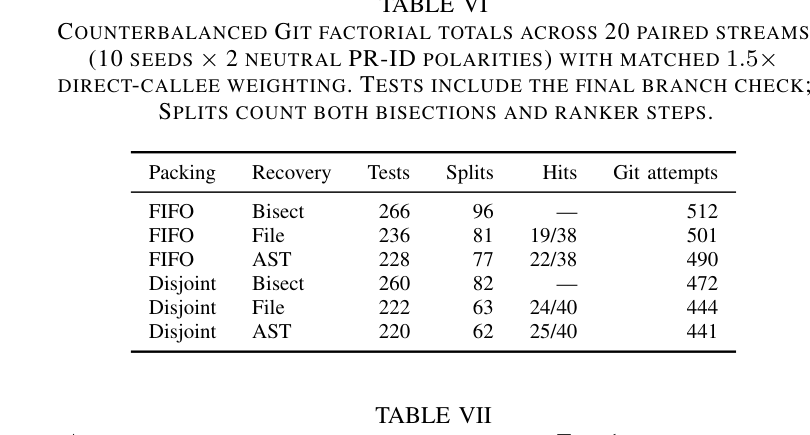 TABLE VI
COUNTERBALANCED GIT FACTORIAL TOTALS ACROSS 20 PAIRED STREAMS
(10 SEEDS × 2 NEUTRAL PR-ID POLARITIES) WITH MATCHED 1.5×
DIRECT-CALLEE WEIGHTING. TESTS INCLUDE THE FINAL BRANCH CHECK;
SPLITS COUNT BOTH BISECTIONS AND RANKER STEPS.
Packing Recovery Tests Splits Hits Git attempts
FIFO Bisect 266 96 — 512
FIFO File 236 81 19/38 501
FIFO AST 228 77 22/38 490
Disjoint Bisect 260 82 — 472
Disjoint File 222 63 24/40 444
Disjoint AST 220 62 25/40 441
TABLE VII